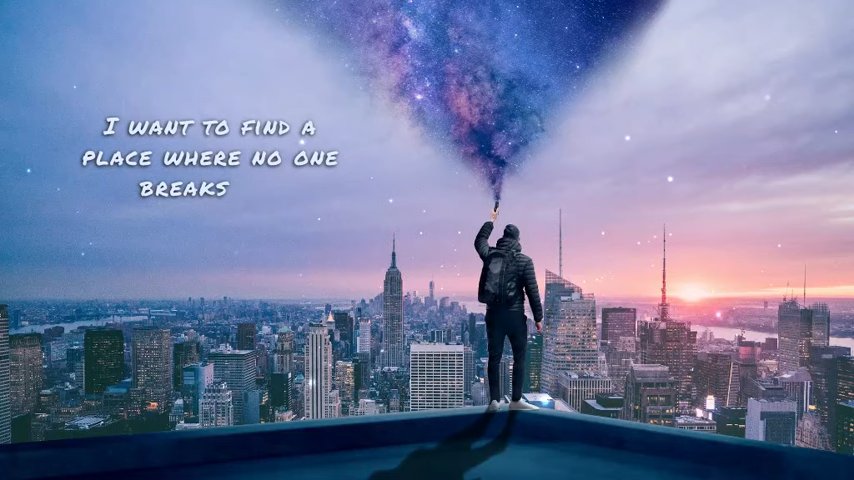 I WANT TO FIND A
PLACE WHERE NO ONE
BREAKS